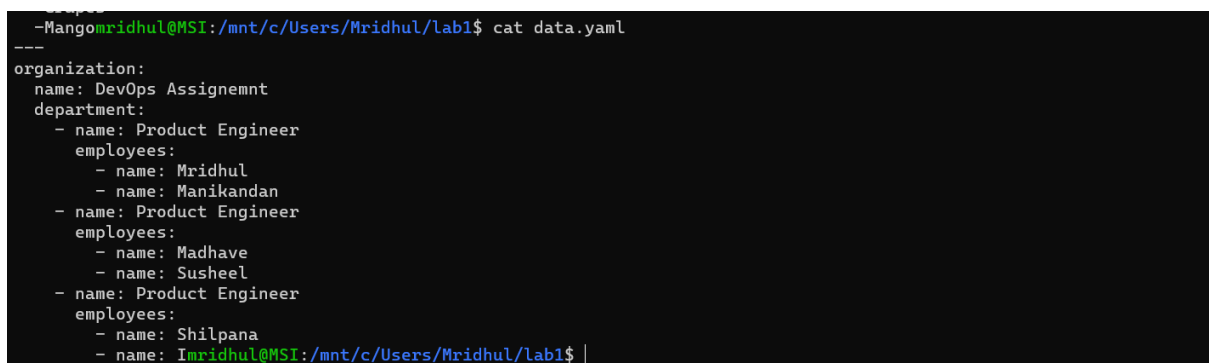 -Mangomridhul@MSI:/mnt/c/Users/Mridhul/lab1$ cat data.yaml
---
organization:
  name: DevOps Assignemnt
  department:
    - name: Product Engineer
      employees:
        - name: Mridhul
        - name: Manikandan
    - name: Product Engineer
      employees:
        - name: Madhave
        - name: Susheel
    - name: Product Engineer
      employees:
        - name: Shilpana
        - name: Imridhul@MSI:/mnt/c/Users/Mridhul/lab1$